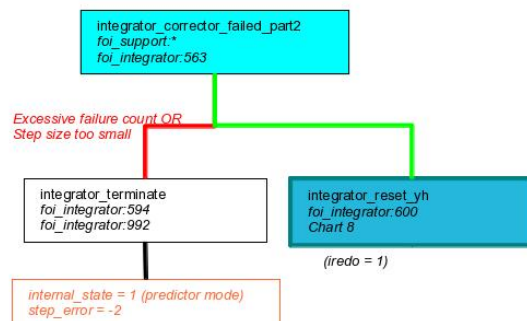 integrator_corrector_failed_part2
foi_support:*
foi_integrator:563
Excessive failure count OR
Step size too small
integrator_terminate
foi_integrator:594
foi_integrator:992
integrator_reset_yh
foi_integrator:600
Chart 8
(iredo = 1)
internal_state = 1 (predictor mode)
step_error = -2